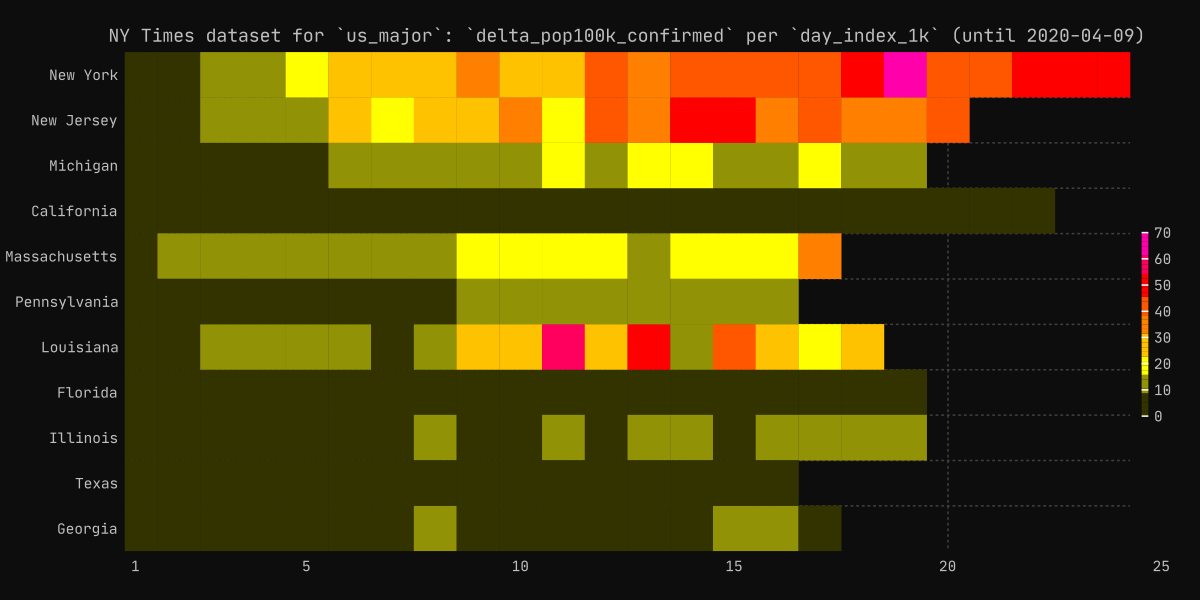 NY Times dataset for `us_major`: `delta_pop100k_confirmed` per `day_index_1k` (until 2020-04-09)
New York
New Jersey
Michigan
California
Massachusetts
Pennsylvania
Louisiana
Florida
Illinois
Texas
Georgia
1 5 10 15 20 25
70
60
50
40
30
20
10
0